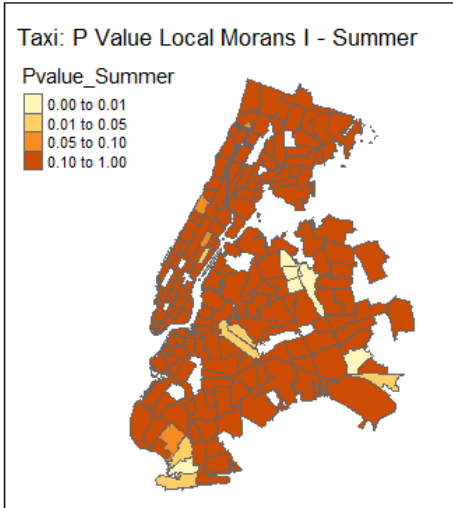 Taxi: P Value Local Morans I - Summer
Pvalue_Summer
0.00 to 0.01
0.01 to 0.05
0.05 to 0.10
0.10 to 1.00